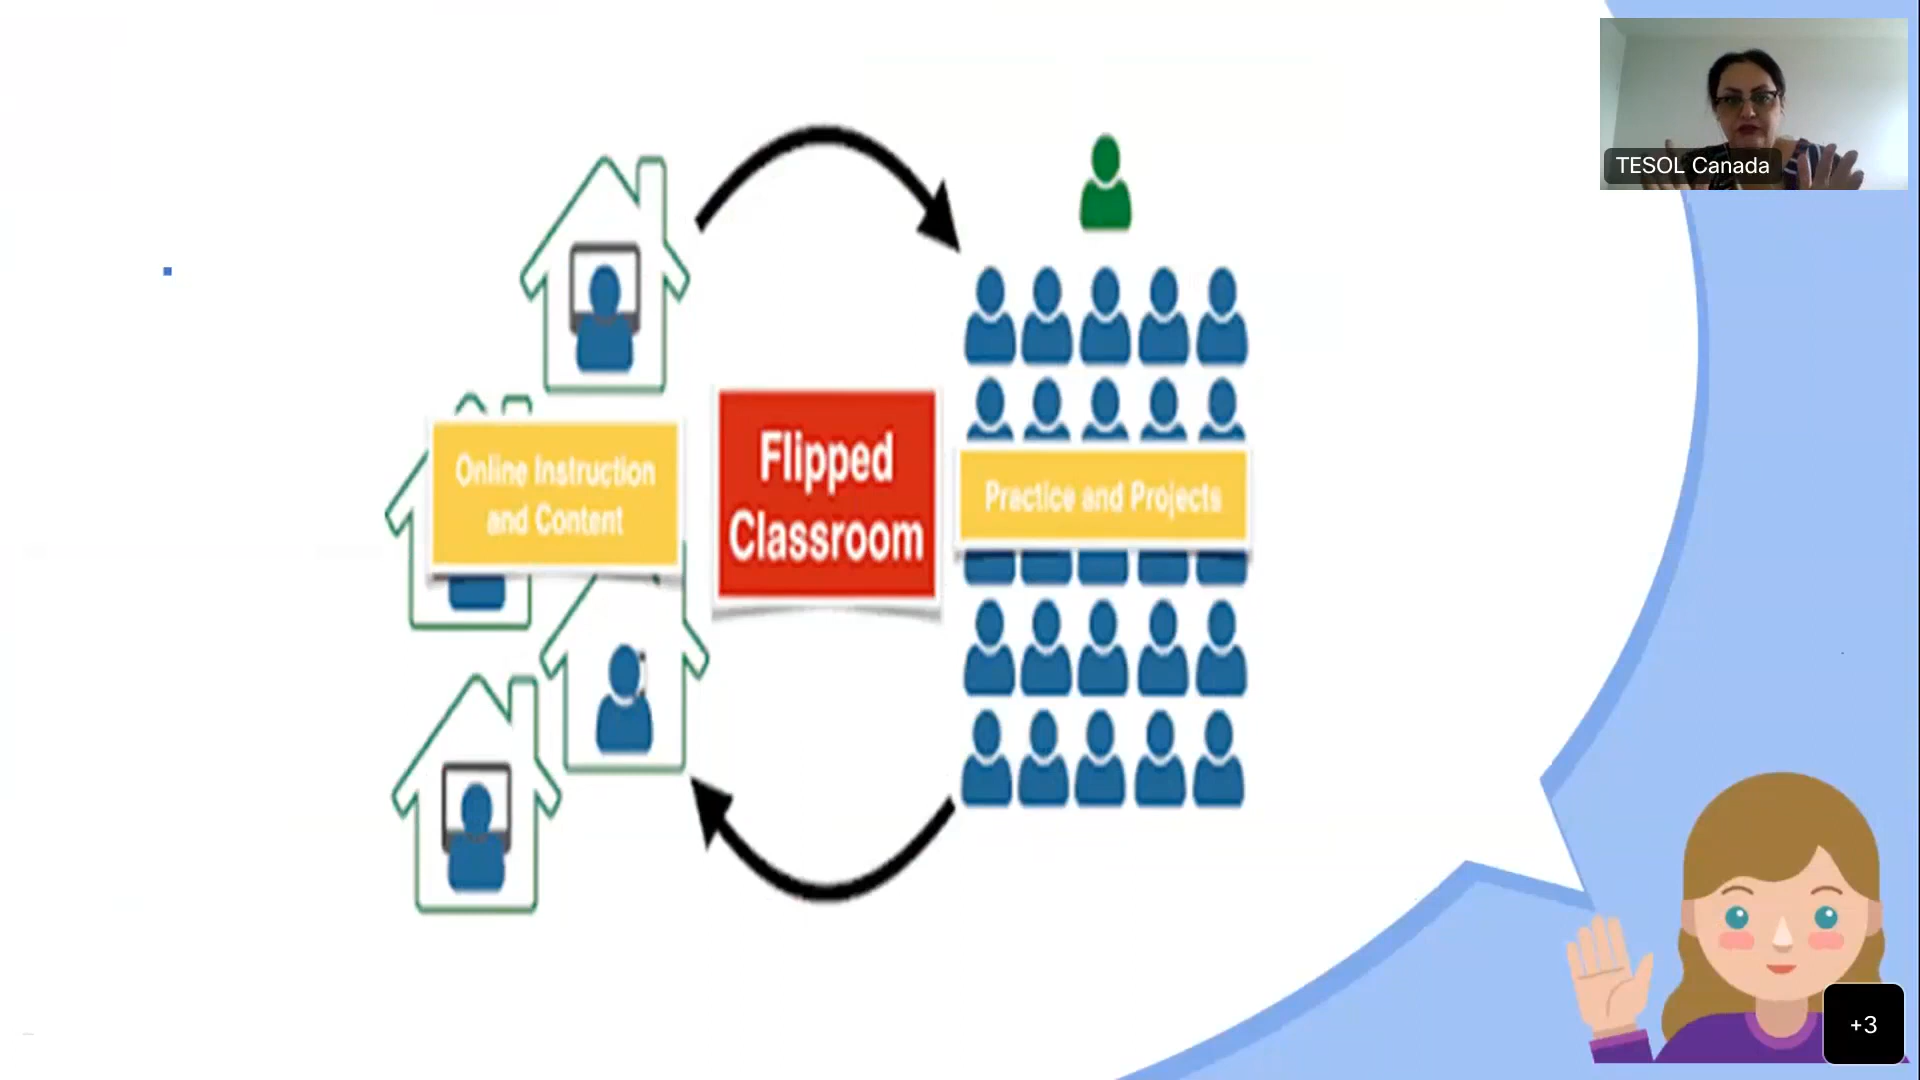 TESOL Canada
Online Instruction
and Content
Flipped
Classroom
Practice and Projects
+3